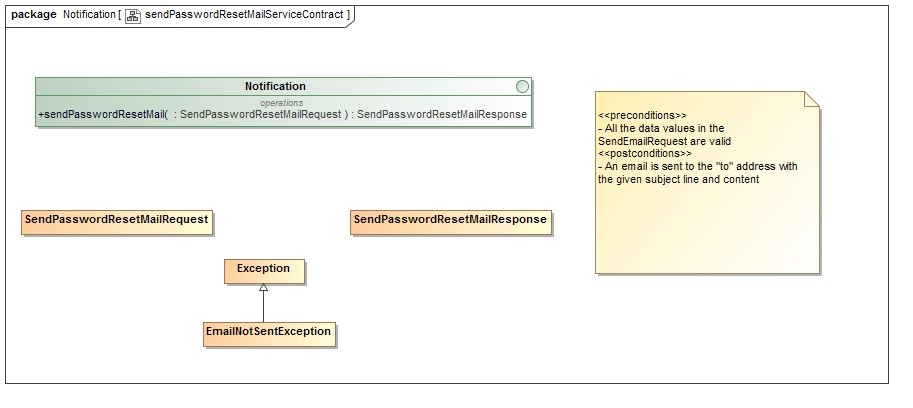 package Notification [ sendPasswordResetMailServiceContract ]
Notification
operations
+sendPasswordResetMail( : SendPasswordResetMailRequest ) : SendPasswordResetMailResponse
<<preconditions>>
- All the data values in the
SendEmailRequest are valid
<<postconditions>>
- An email is sent to the "to" address with
the given subject line and content
SendPasswordResetMailRequest
SendPasswordResetMailResponse
Exception
EmailNotSentException